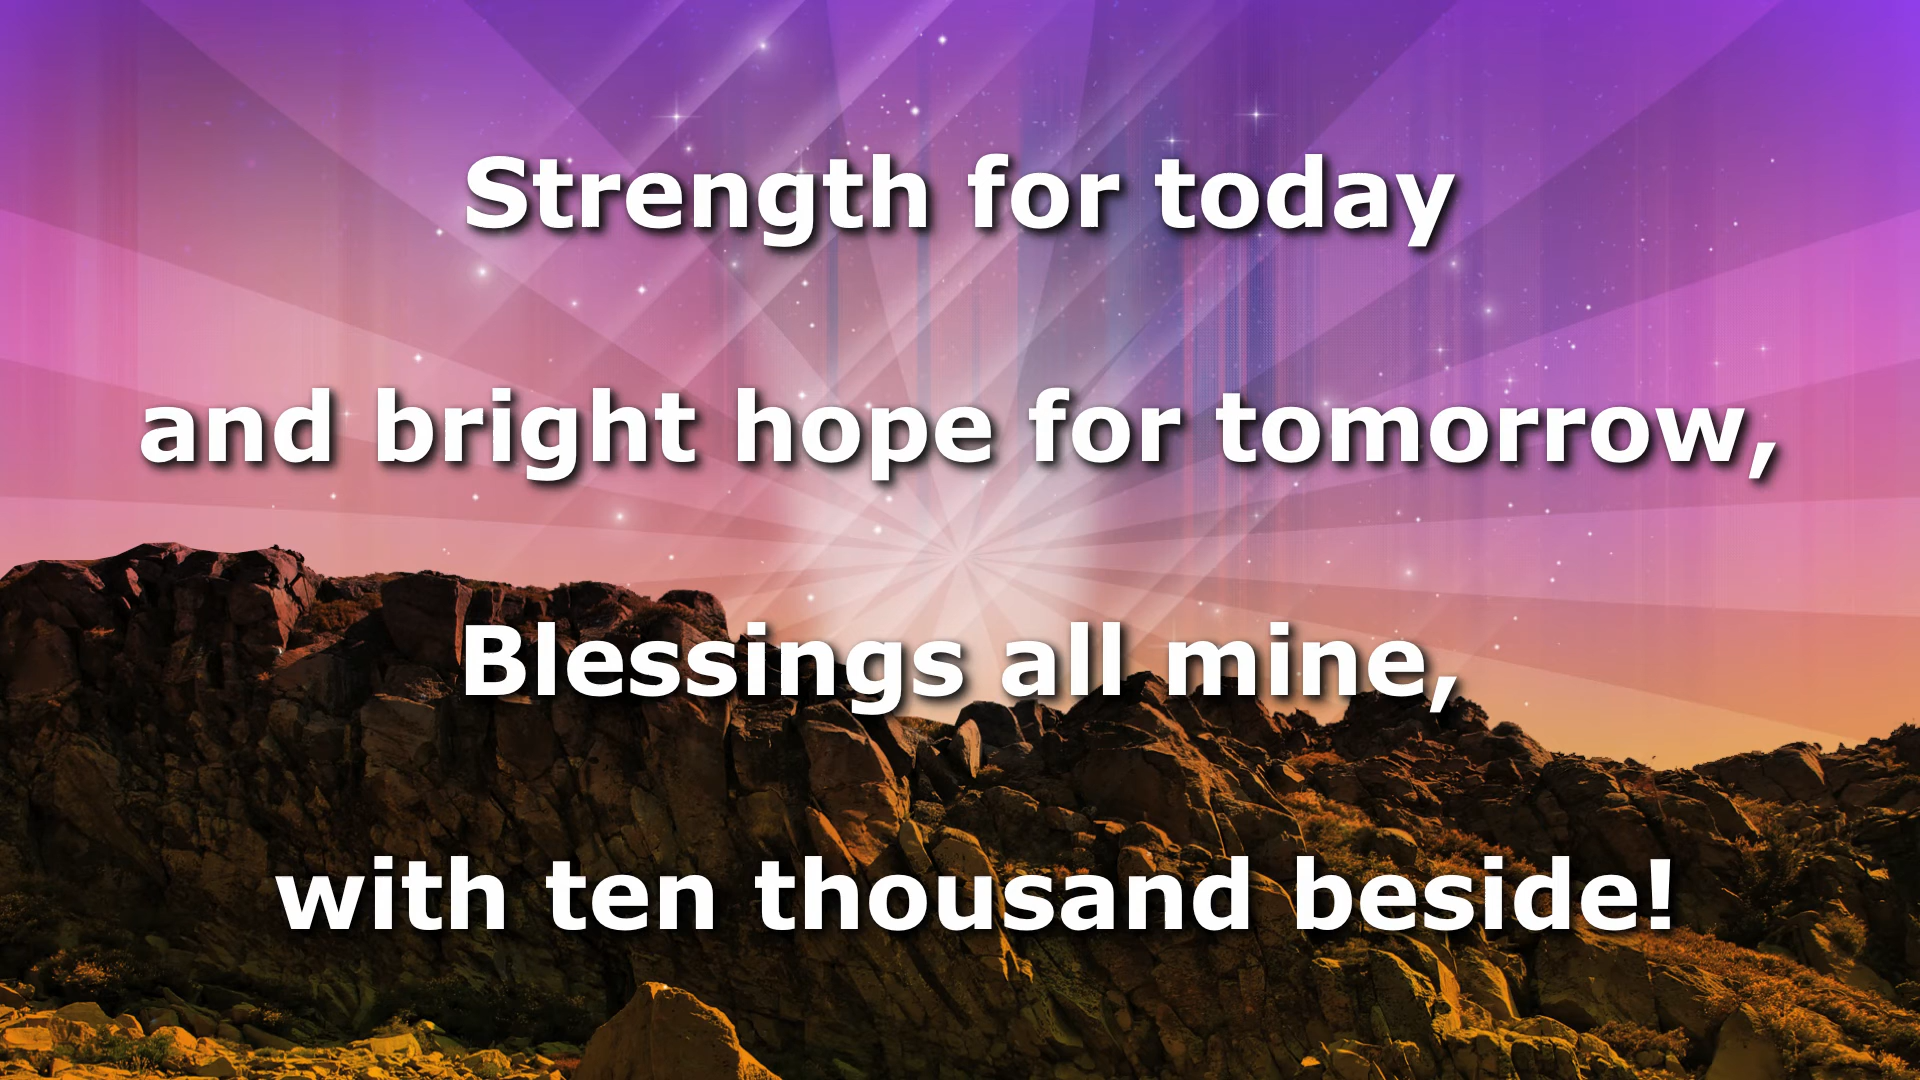 Strength for today
and bright hope for tomorrow,
Blessings all mine,
with ten thousand beside!